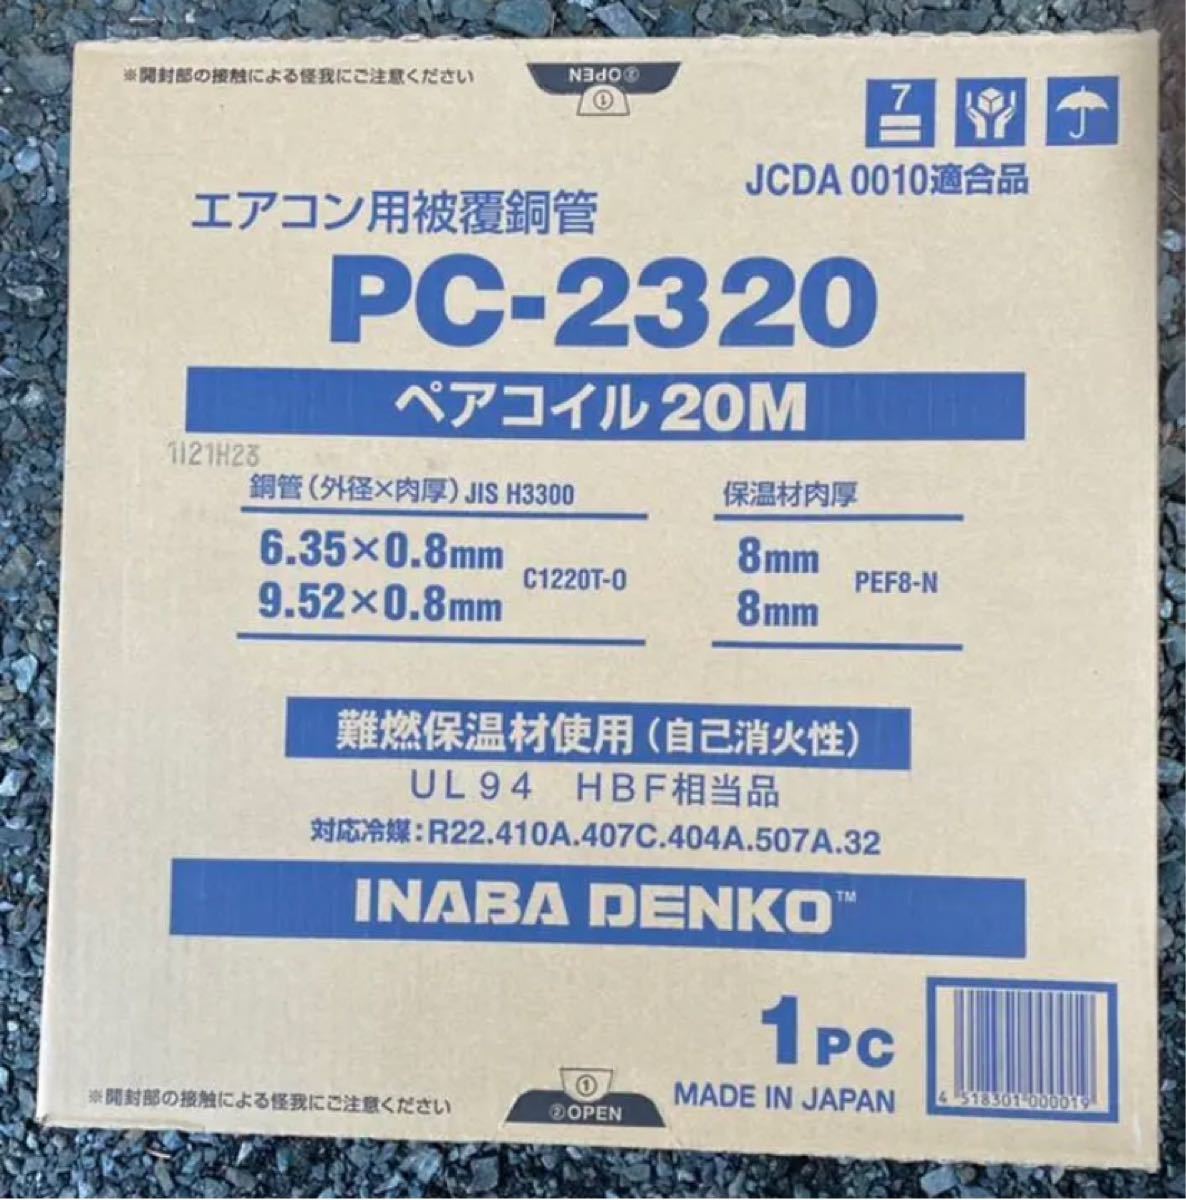 ※開封部の接触による怪我にご注意ください
②OPEN
①
7
JCDA 0010適合品
エアコン用被覆銅管
PC-2320
ペアコイル 20M
1I21H23
銅管(外径×肉厚) JIS H3300
6.35×0.8mm
9.52×0.8mm
C1220T-O
保温材肉厚
8mm
8mm
PEF8-N
難燃保温材使用(自己消火性)
UL94 HBF相当品
対応冷媒:R22.410A.407C.404A.507A.32
INABA DENKO™
1PC
MADE IN JAPAN
4 518301 000019
※開封部の接触による怪我にご注意ください
①
②OPEN